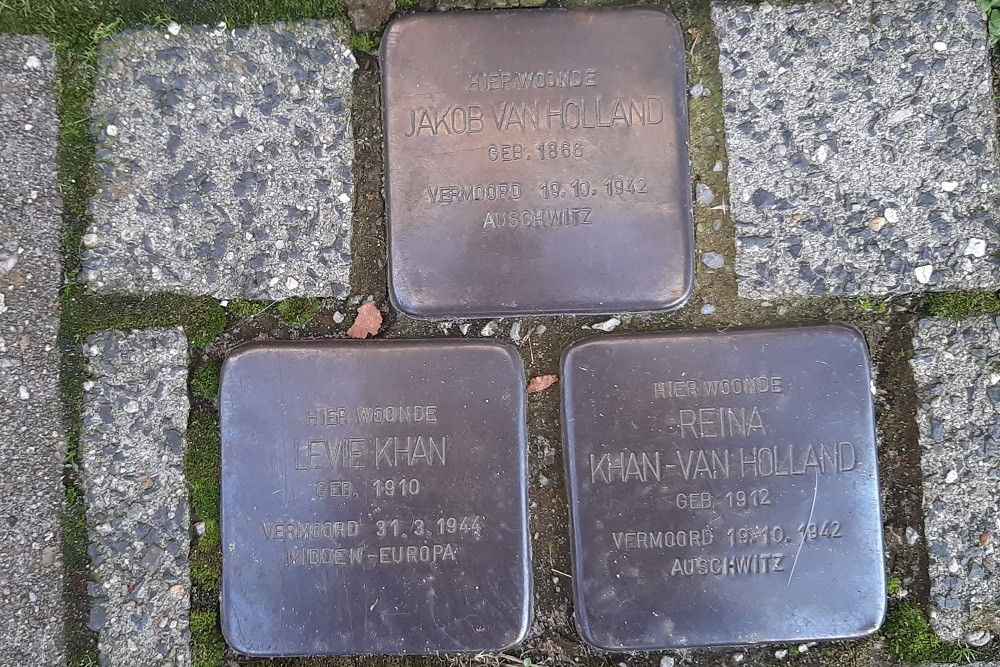 HIER WOONDE
JAKOB VAN HOLLAND
GEB. 1866
VERMOORD 19.10.1942
AUSCHWITZ
HIER WOONDE
LEVIE KHAN
GEB. 1910
VERMOORD 31.3.1944
MIDDEN-EUROPA
HIER WOONDE
REINA
KHAN-VAN HOLLAND
GEB. 1912
VERMOORD 19.10.1942
AUSCHWITZ